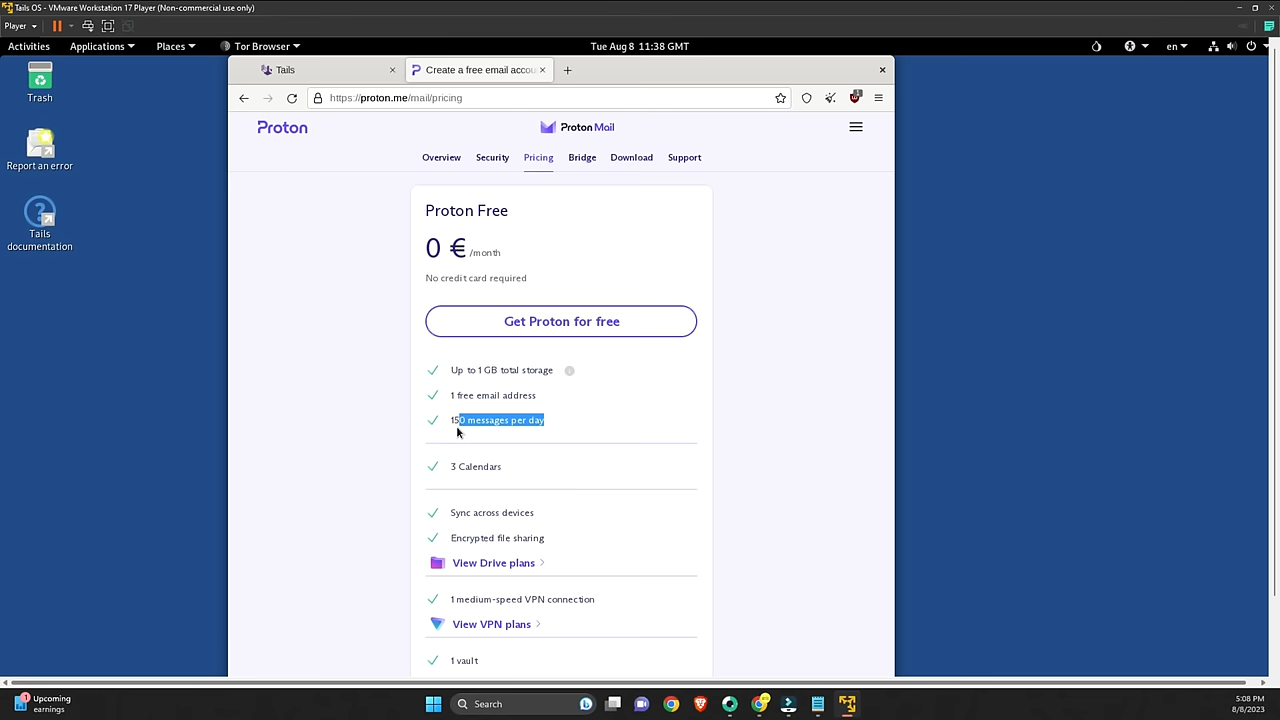 Tails OS - VMware Workstation 17 Player (Non-commercial use only)
Player
Activities Applications Places Tor Browser Tue Aug 8 11:38 GMT en
Trash
Report an error
Tails
documentation
Tails Create a free email accou
https://proton.me/mail/pricing
Proton Proton Mail
Overview Security Pricing Bridge Download Support
Proton Free
0 € /month
No credit card required
Get Proton for free
Up to 1 GB total storage
1 free email address
150 messages per day
3 Calendars
Sync across devices
Encrypted file sharing
View Drive plans
1 medium-speed VPN connection
View VPN plans
1 vault
1 Upcoming
earnings
Search
5:08 PM
8/8/2023